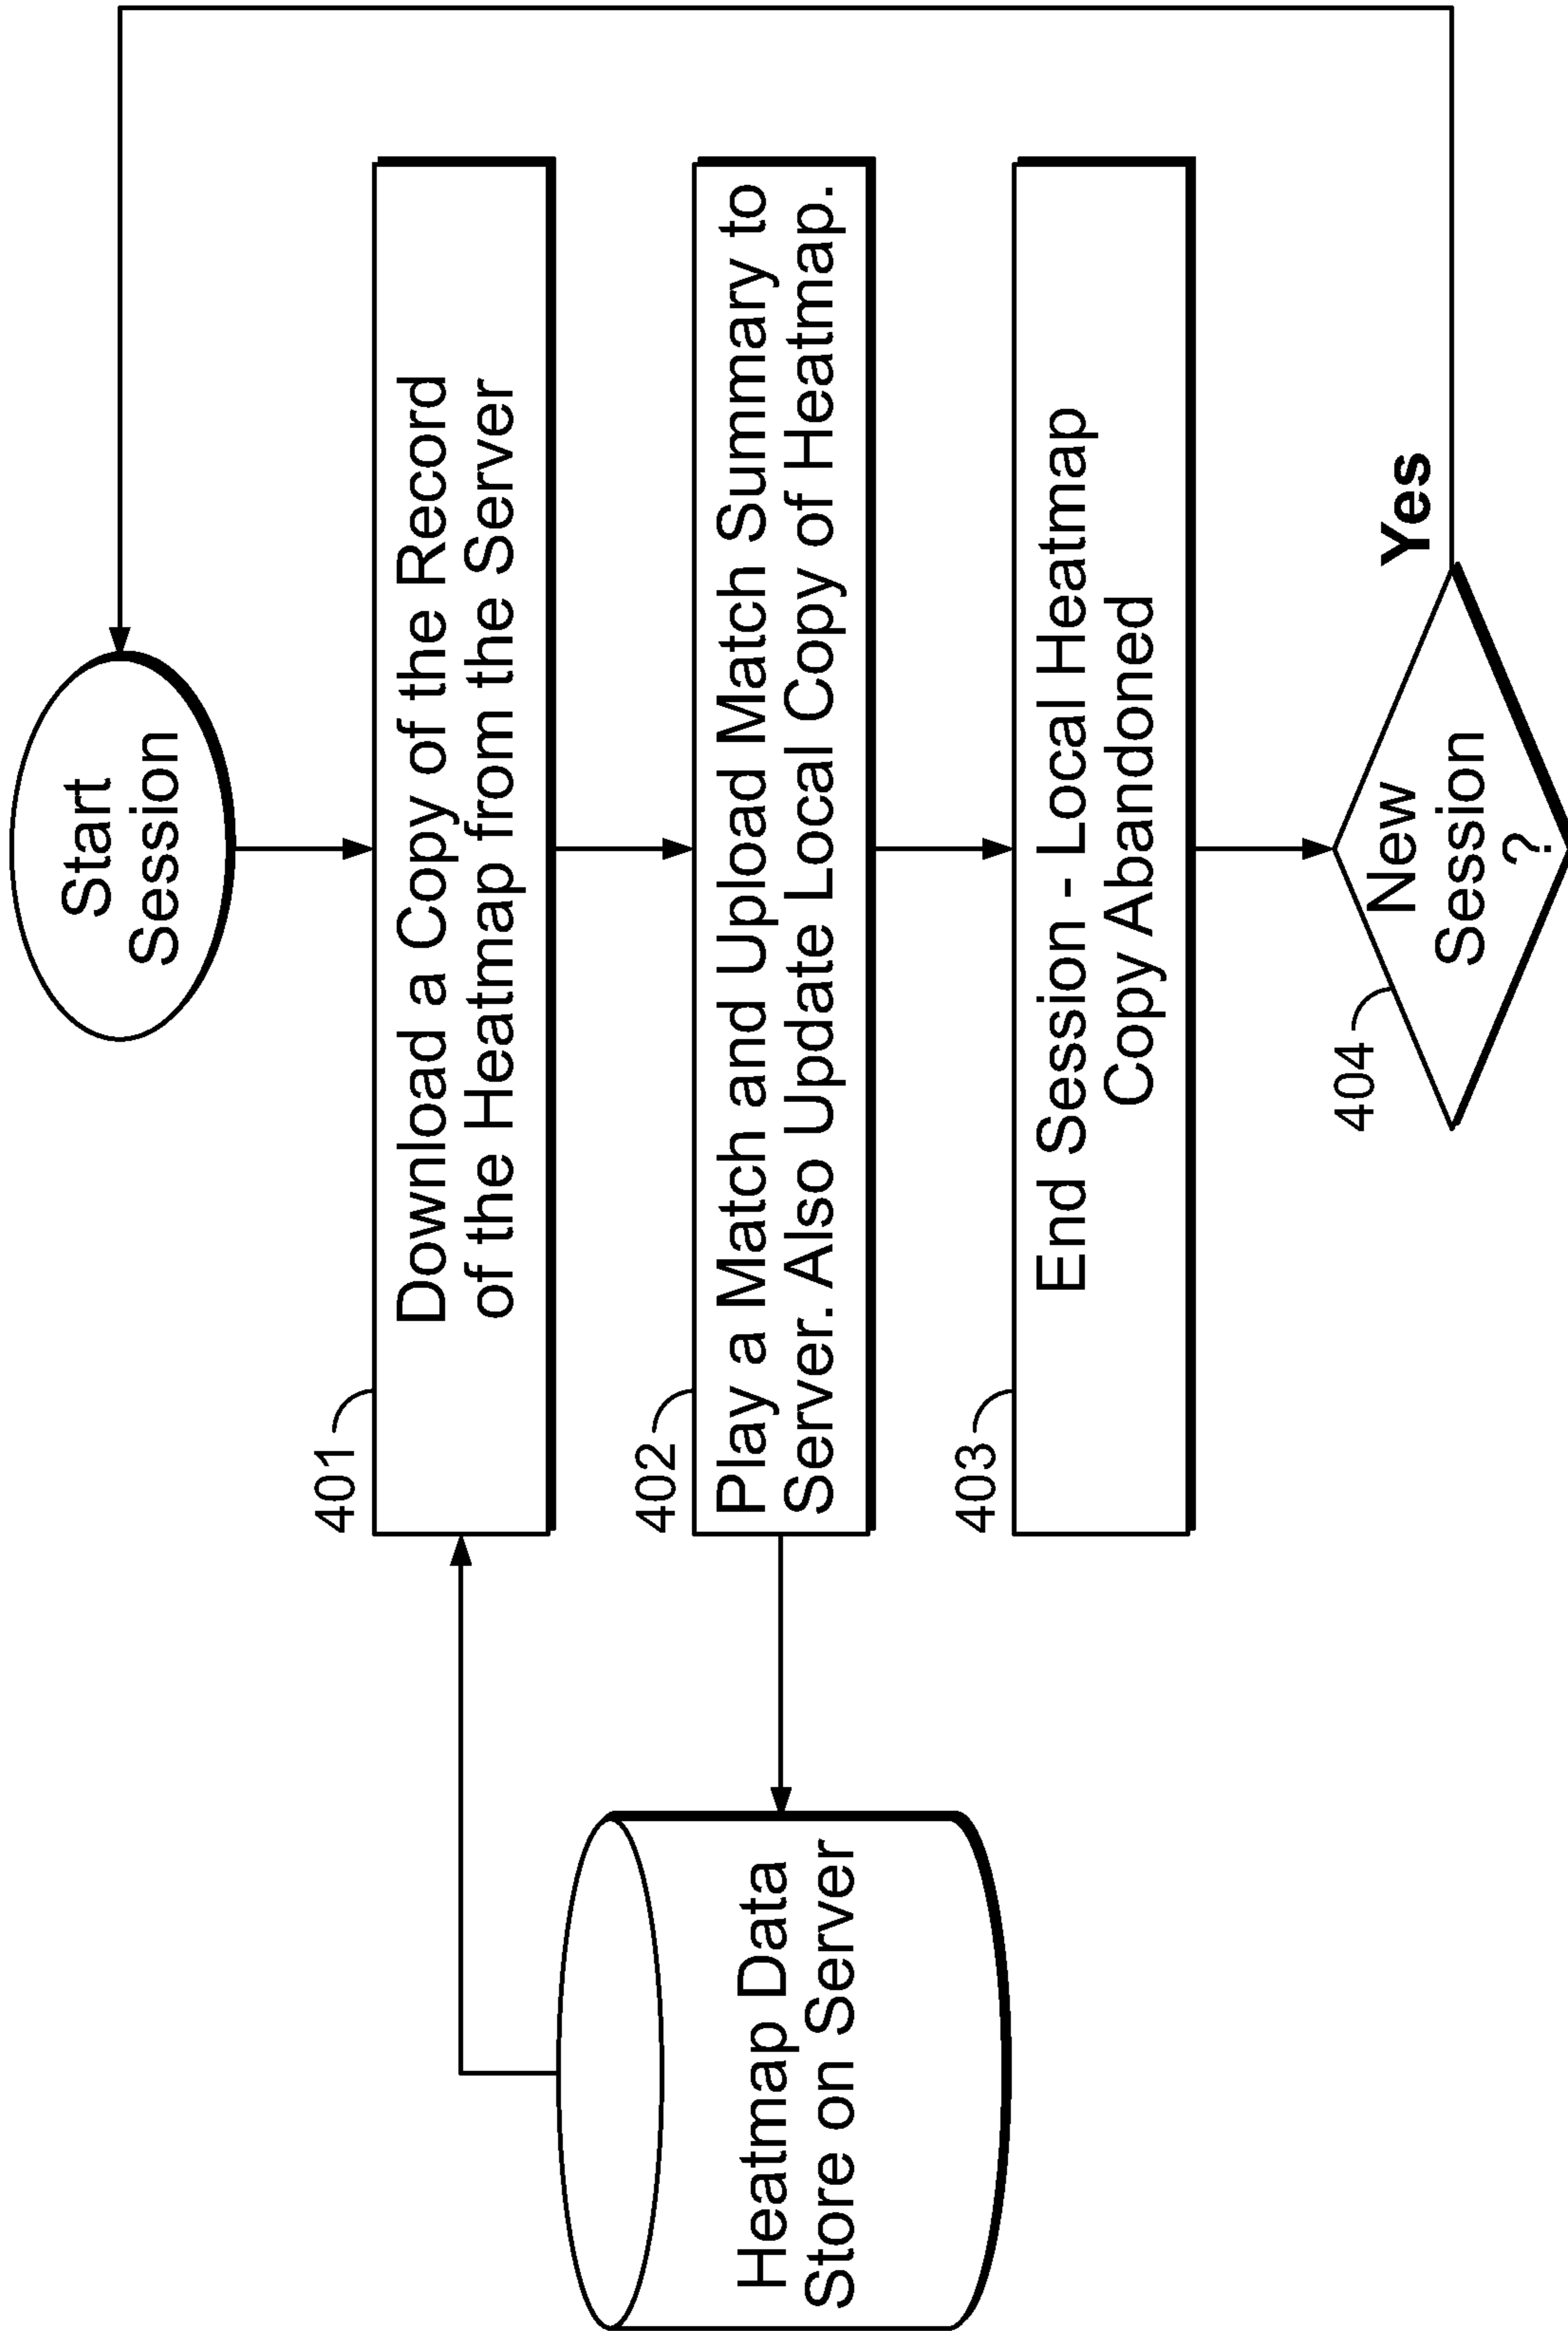 Start
Session
401
Download a Copy of the Record
of the Heatmap from the Server
402
Play a Match and Upload Match Summary to
Server. Also Update Local Copy of Heatmap.
Heatmap Data
Store on Server
403
End Session - Local Heatmap
Copy Abandoned
404
New
Session
?
Yes